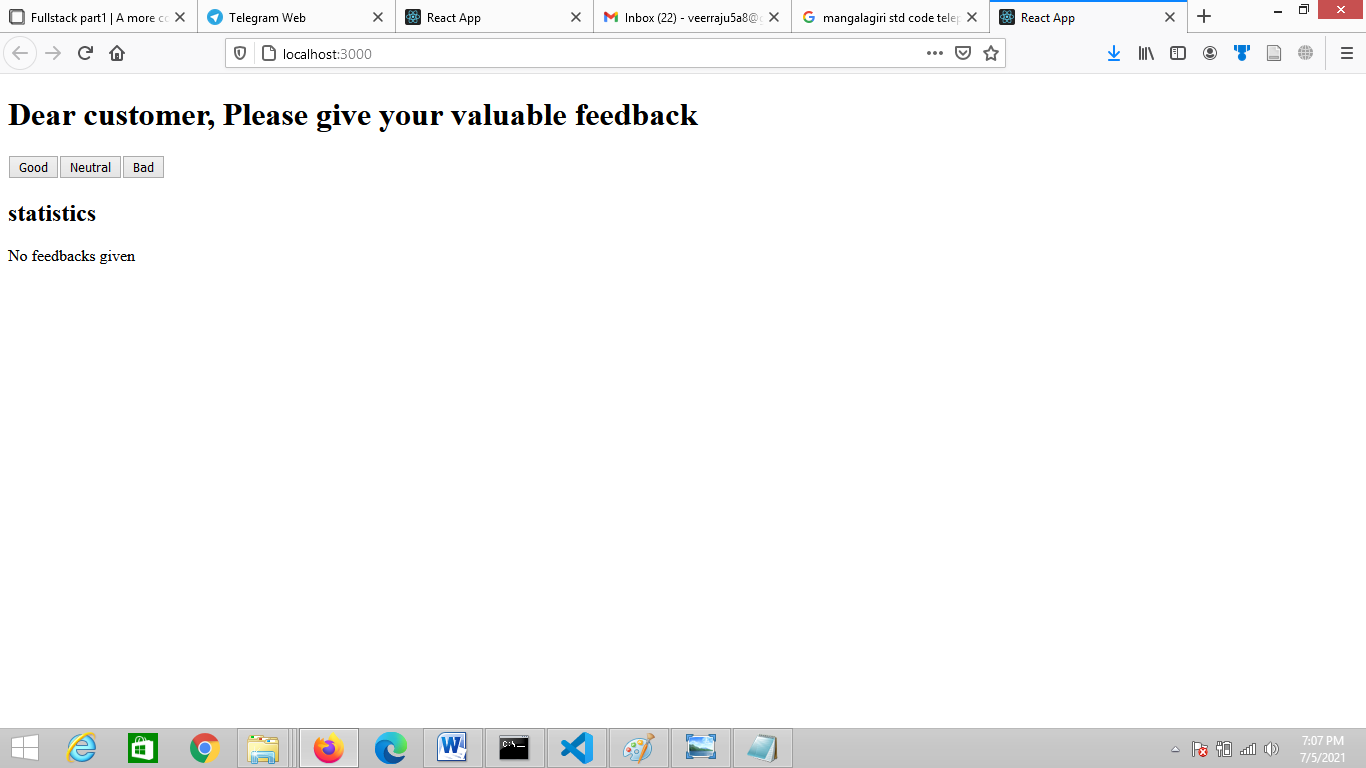 Fullstack part1 | A more co
Telegram Web
React App
Inbox (22) - veerraju5a8@g
mangalagiri std code telep
React App
localhost:3000
Dear customer, Please give your valuable feedback
Good Neutral Bad
statistics
No feedbacks given
7:07 PM
7/5/2021